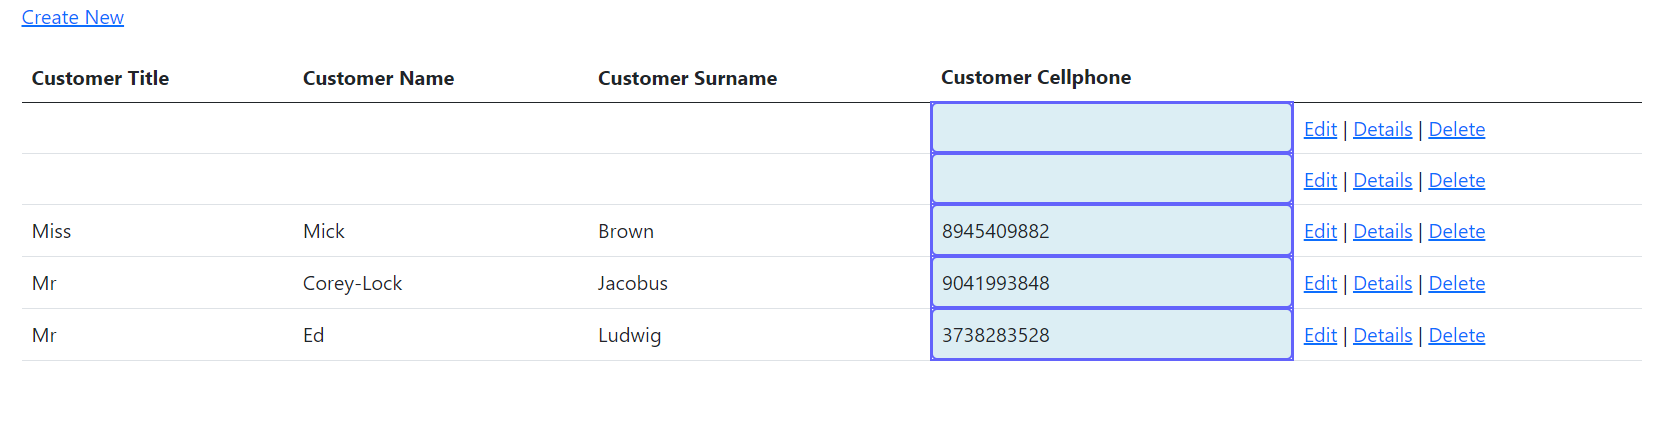 Create New
Customer Title Customer Name Customer Surname Customer Cellphone
Edit | Details | Delete
Edit | Details | Delete
Miss Mick Brown 8945409882 Edit | Details | Delete
Mr Corey-Lock Jacobus 9041993848 Edit | Details | Delete
Mr Ed Ludwig 3738283528 Edit | Details | Delete